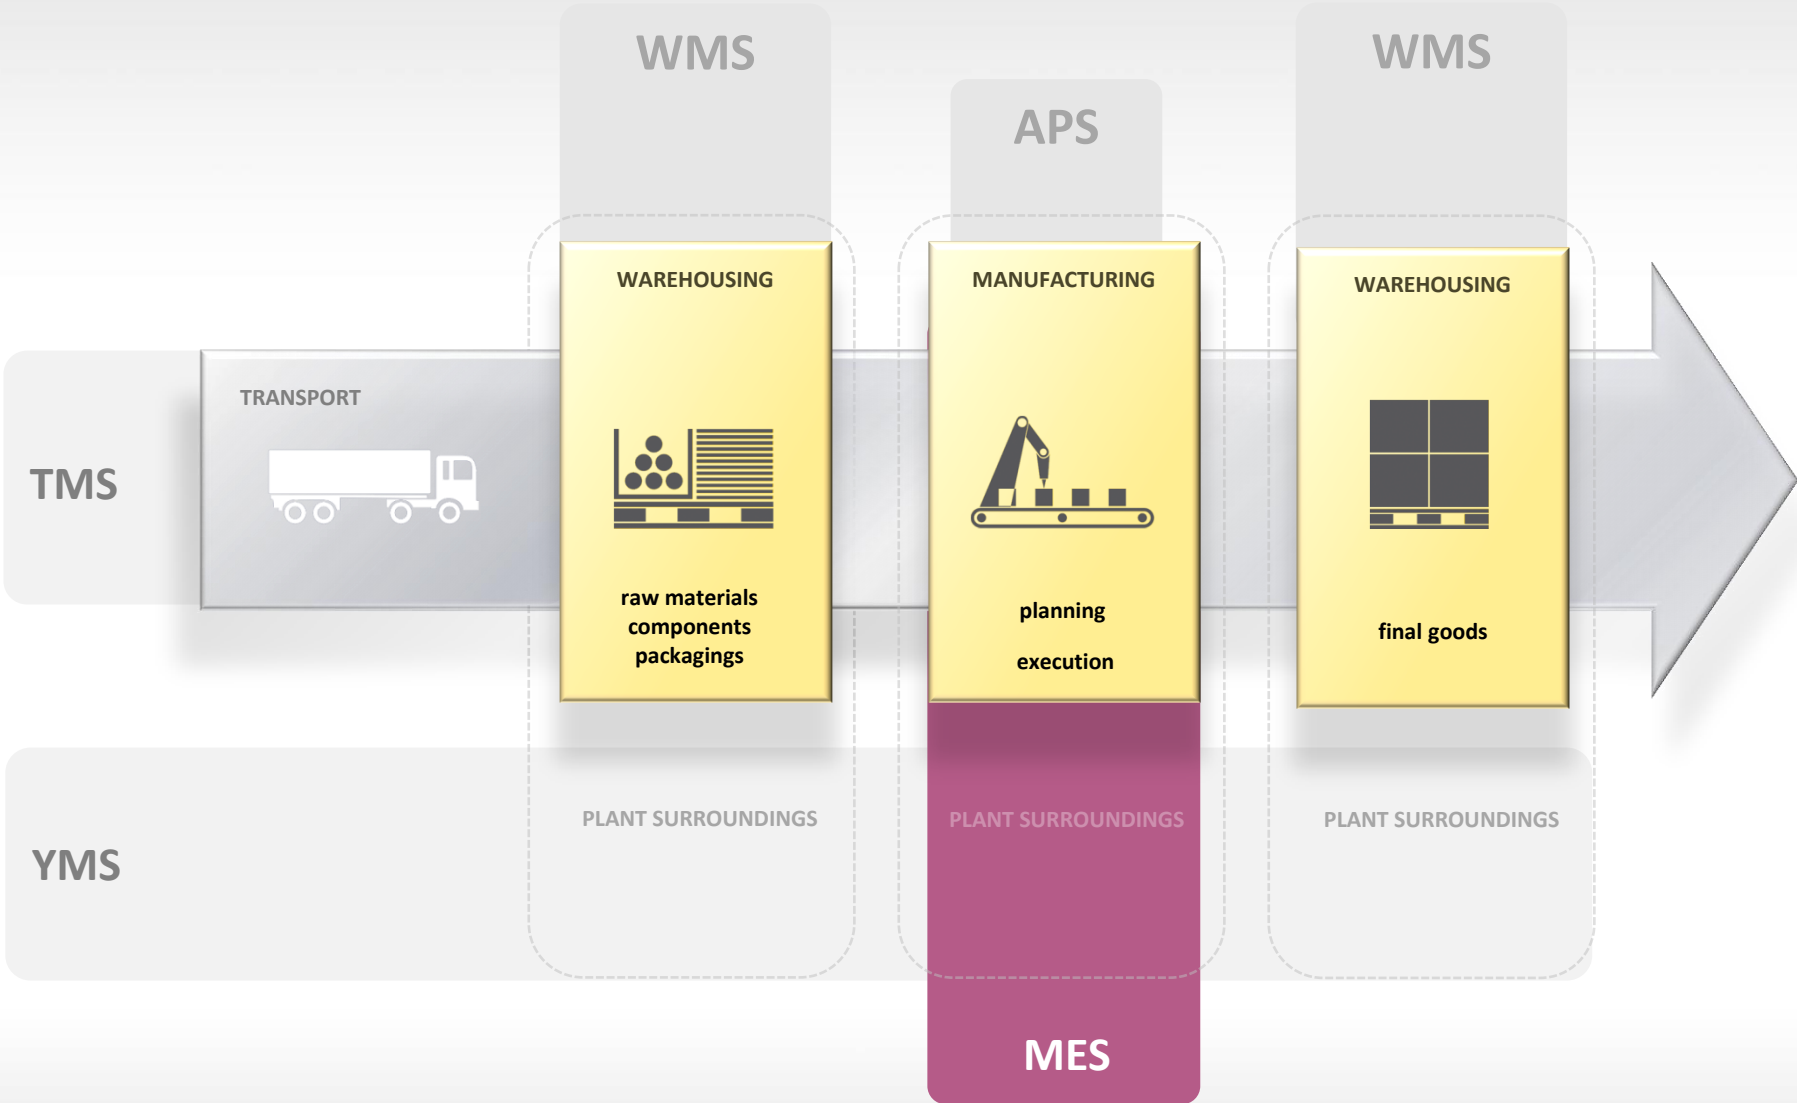 WMS
WMS
APS
WAREHOUSING
MANUFACTURING
WAREHOUSING
TRANSPORT
TMS
raw materials
components
packagings
planning
execution
final goods
PLANT SURROUNDINGS
PLANT SURROUNDINGS
PLANT SURROUNDINGS
YMS
MES